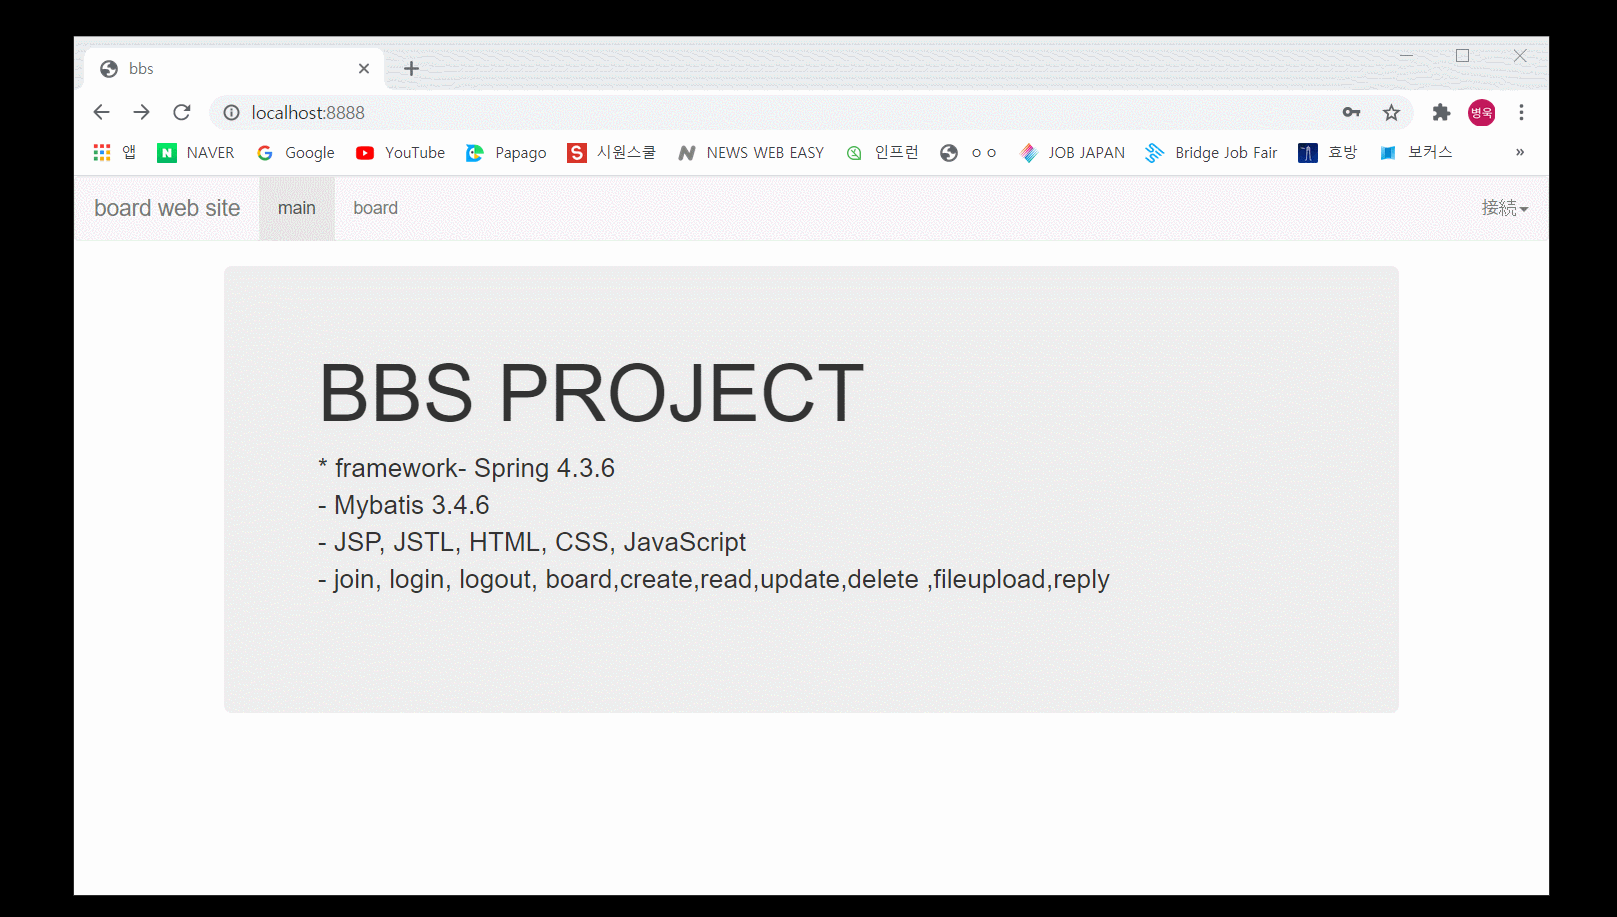 bbs
localhost:8888
병욱
앱 NAVER Google YouTube Papago 시원스쿨 NEWS WEB EASY 인프런 ㅇㅇ JOB JAPAN Bridge Job Fair 효방 보커스 »
board web site main board 接続
BBS PROJECT
* framework- Spring 4.3.6
- Mybatis 3.4.6
- JSP, JSTL, HTML, CSS, JavaScript
- join, login, logout, board,create,read,update,delete ,fileupload,reply